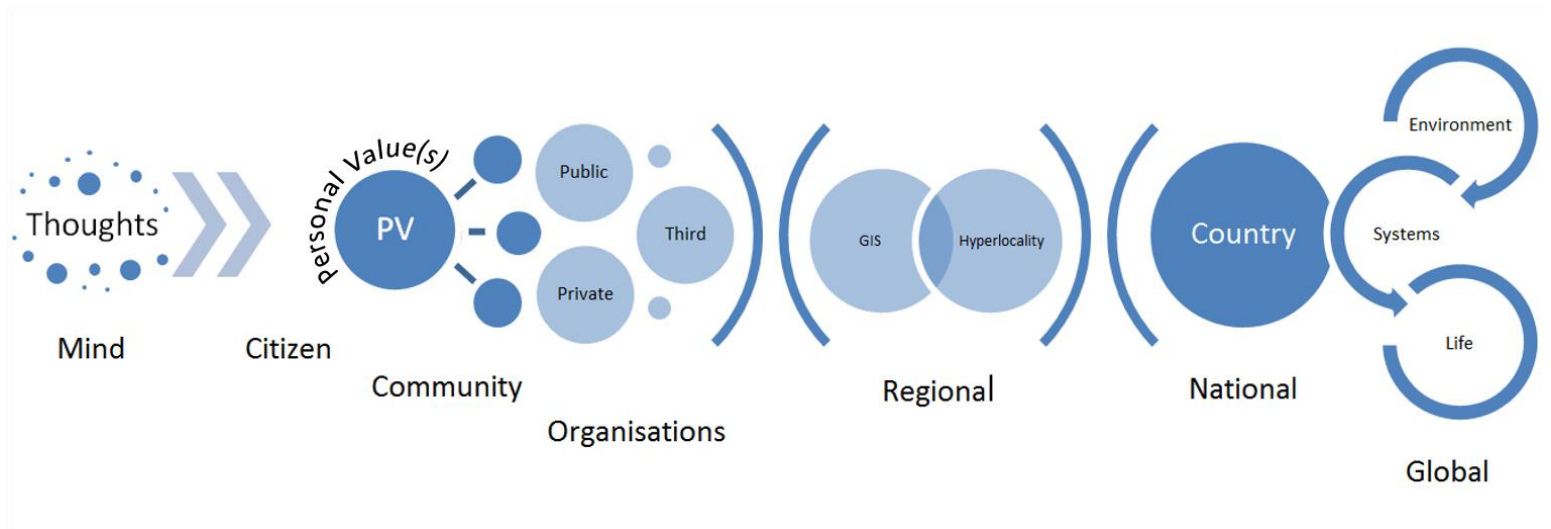 Thoughts
Mind
Citizen
Personal Value(s)
PV
Community
Public
Third
Private
Organisations
GIS
Hyperlocality
Regional
Country
National
Environment
Systems
Life
Global